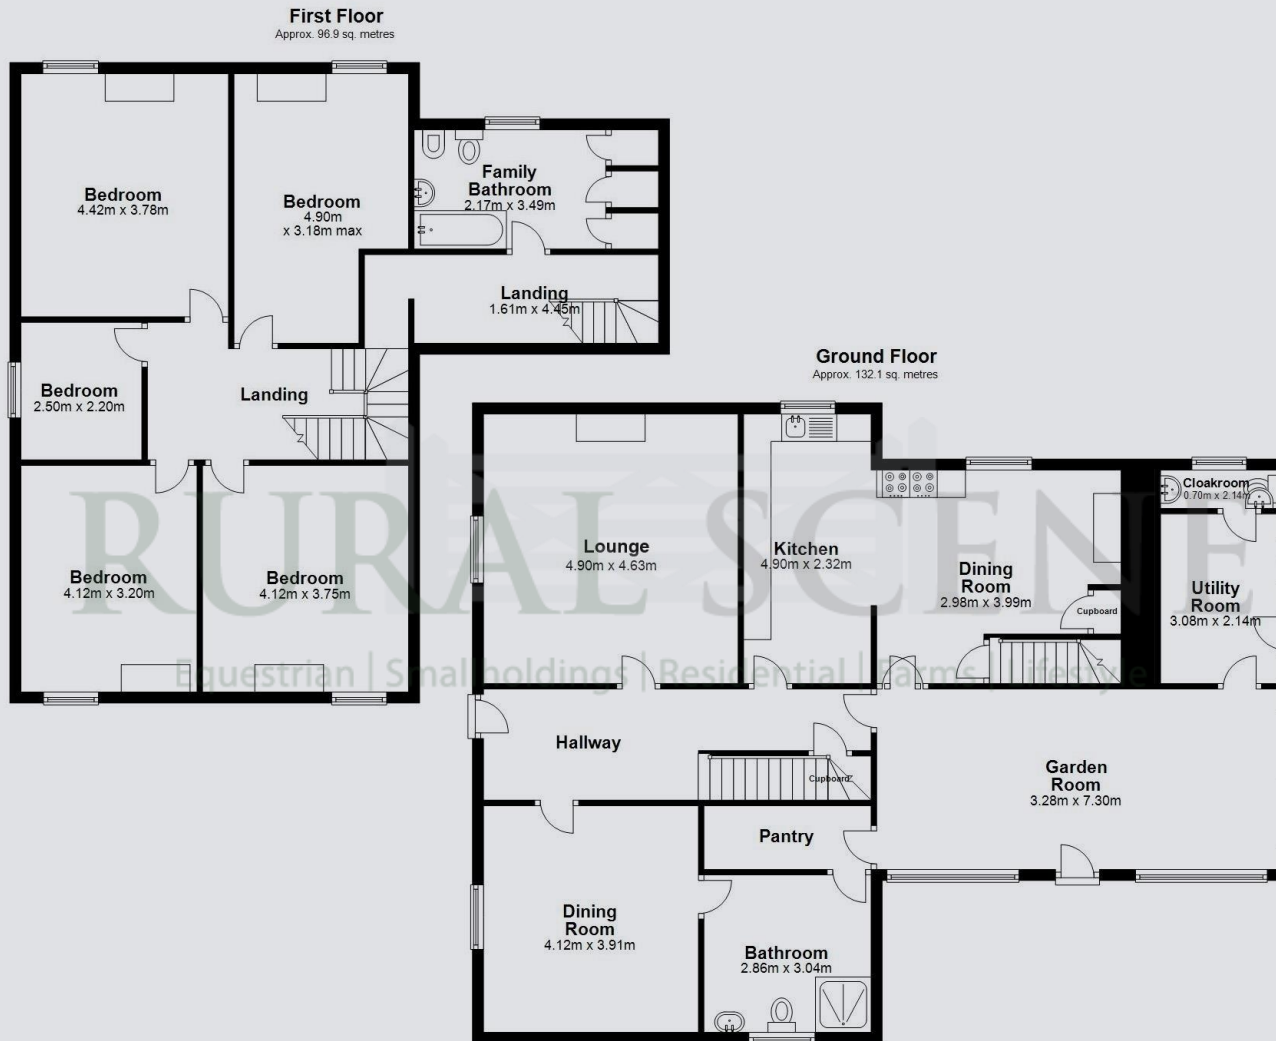 First Floor
Approx. 96.9 sq. metres
Bedroom
4.42m x 3.78m
Bedroom
4.90m
x 3.18m max
Family
Bathroom
2.17m x 3.49m
Landing
1.61m x 4.45m
Bedroom
2.50m x 2.20m
Landing
Bedroom
4.12m x 3.20m
Bedroom
4.12m x 3.75m
Ground Floor
Approx. 132.1 sq. metres
Lounge
4.90m x 4.63m
Kitchen
4.90m x 2.32m
Dining
Room
2.98m x 3.99m
Cupboard
Cloakroom
0.70m x 2.14m
Utility
Room
3.08m x 2.14m
Hallway
Cupboard
Garden
Room
3.28m x 7.30m
Pantry
Dining
Room
4.12m x 3.91m
Bathroom
2.86m x 3.04m
RURAL SCENE
Equestrian | Smallholdings | Residential | Farms | Lifestyle